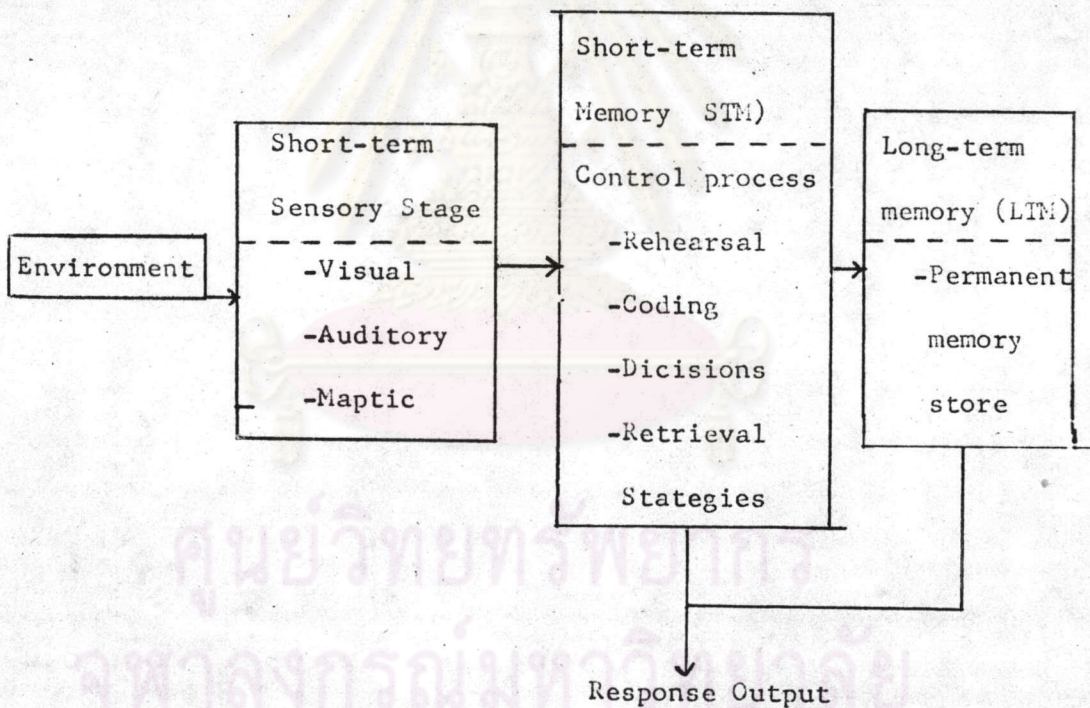 Environment
Short-term
Sensory Stage
-Visual
-Auditory
-Maptic
Short-term
Memory STM)
Control process
-Rehearsal
-Coding
-Dicisions
-Retrieval
Stategies
Long-term
memory (LTM)
-Permanent
memory
store
Response Output
ศูนย์วิทยทรัพยากร
จุฬาลงกรณ์มหาวิทยาลัย